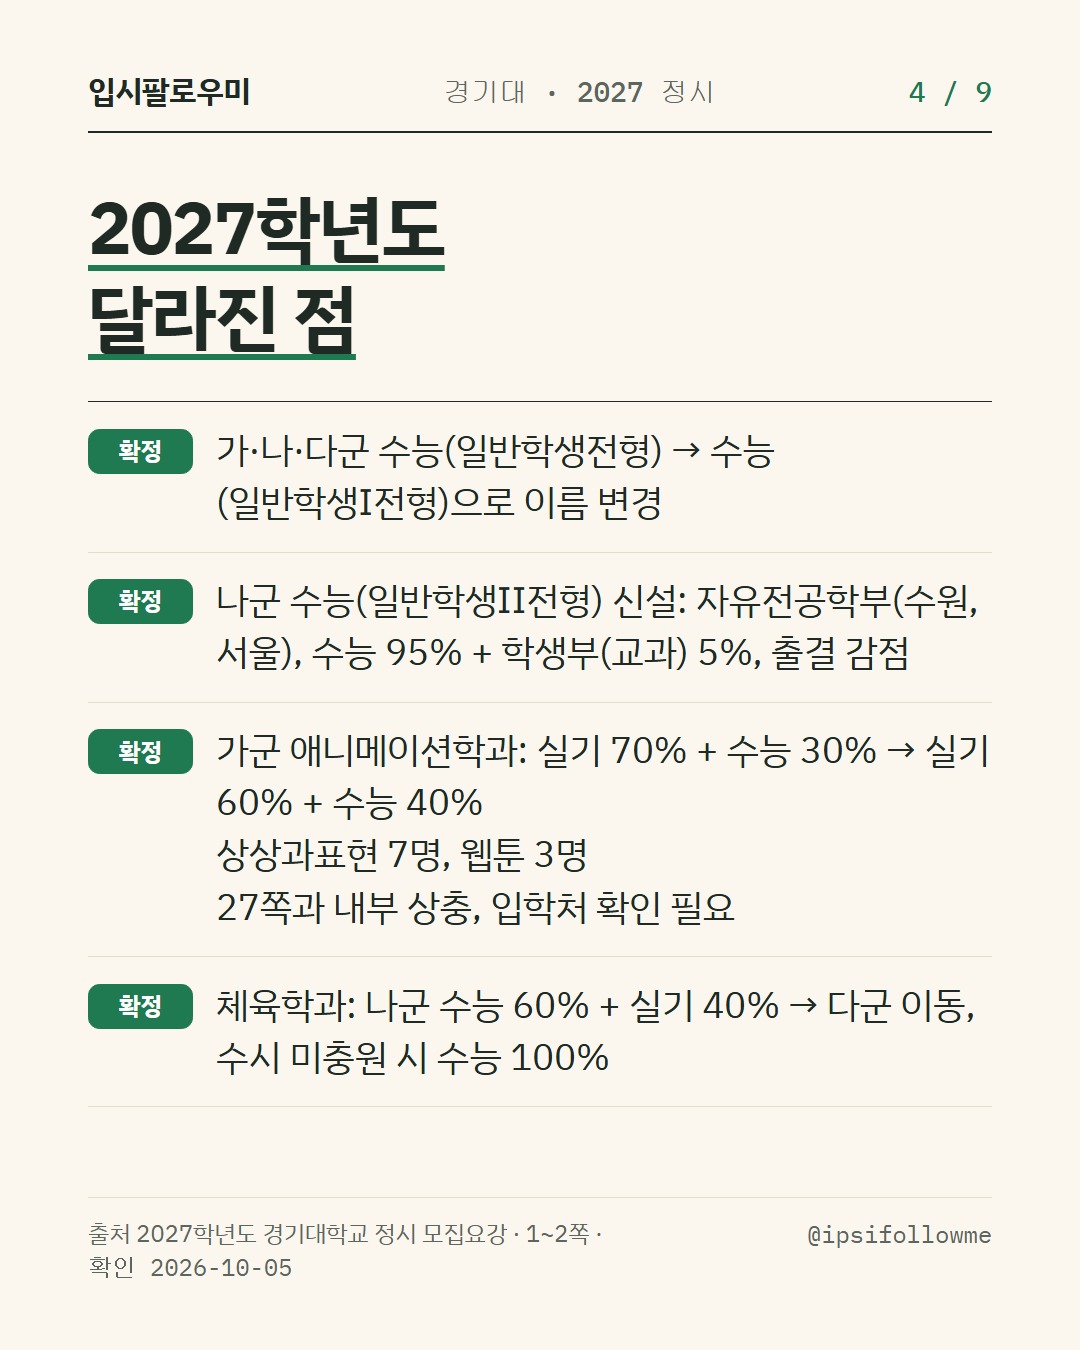 입시팔로우미
경기대 · 2027 정시
4 / 9
2027학년도
달라진 점
확정
가·나·다군 수능(일반학생전형) → 수능
(일반학생I전형)으로 이름 변경
확정
나군 수능(일반학생II전형) 신설: 자유전공학부(수원,
서울), 수능 95% + 학생부(교과) 5%, 출결 감점
확정
가군 애니메이션학과: 실기 70% + 수능 30% → 실기
60% + 수능 40%
상상과표현 7명, 웹툰 3명
27쪽과 내부 상충, 입학처 확인 필요
확정
체육학과: 나군 수능 60% + 실기 40% → 다군 이동,
수시 미충원 시 수능 100%
출처 2027학년도 경기대학교 정시 모집요강 · 1~2쪽 ·
확인 2026-10-05
@ipsifollowme